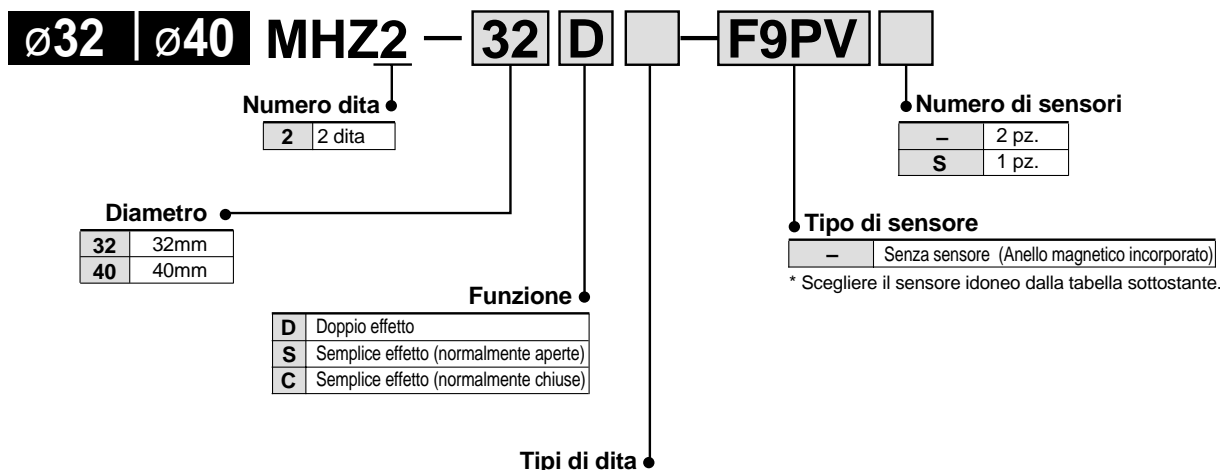 ø32 ø40 MHZ2 — 32 D — F9PV
Numero dita
2 2 dita
Numero di sensori
– 2 pz.
S 1 pz.
Diametro
32 32mm
40 40mm
Tipo di sensore
– Senza sensore (Anello magnetico incorporato)
* Scegliere il sensore idoneo dalla tabella sottostante.
Funzione
D Doppio effetto
S Semplice effetto (normalmente aperte)
C Semplice effetto (normalmente chiuse)
Tipi di dita